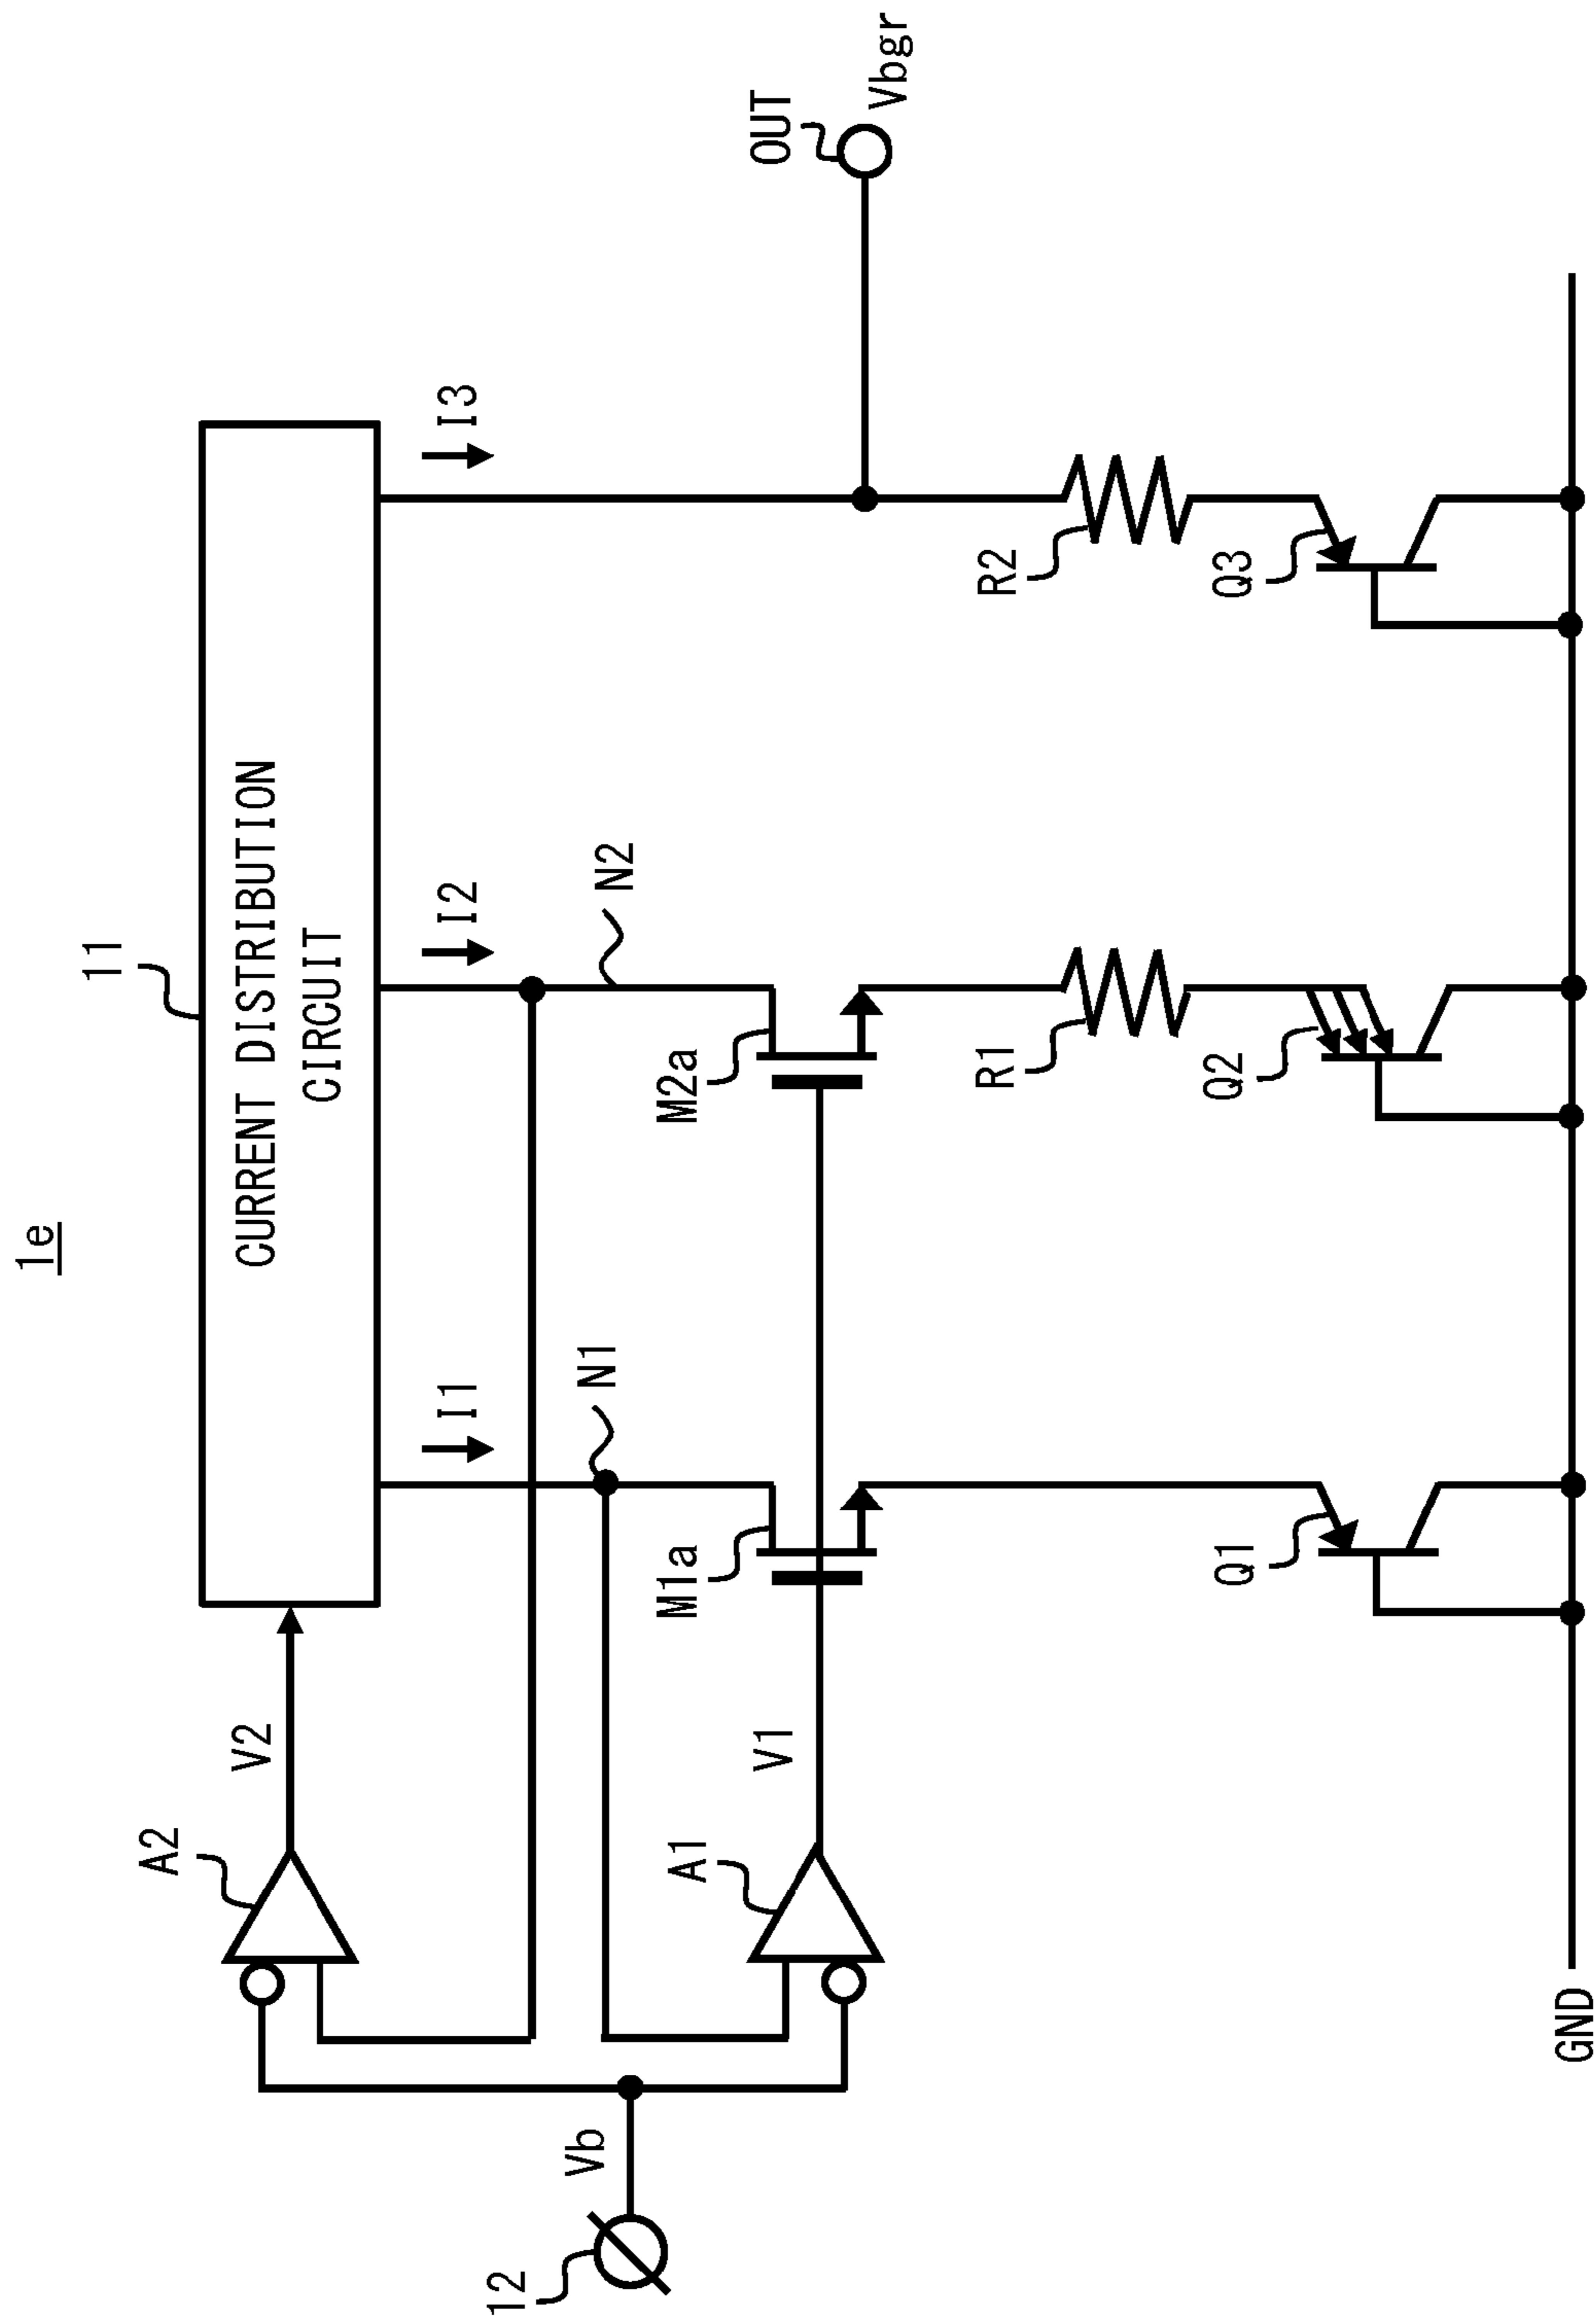 1e
11
CURRENT DISTRIBUTION
CIRCUIT
A2
V2
I1
I2
I3
N1
N2
OUT
Vbgr
12
Vb
A1
V1
M1a
M2a
R1
R2
Q1
Q2
Q3
GND